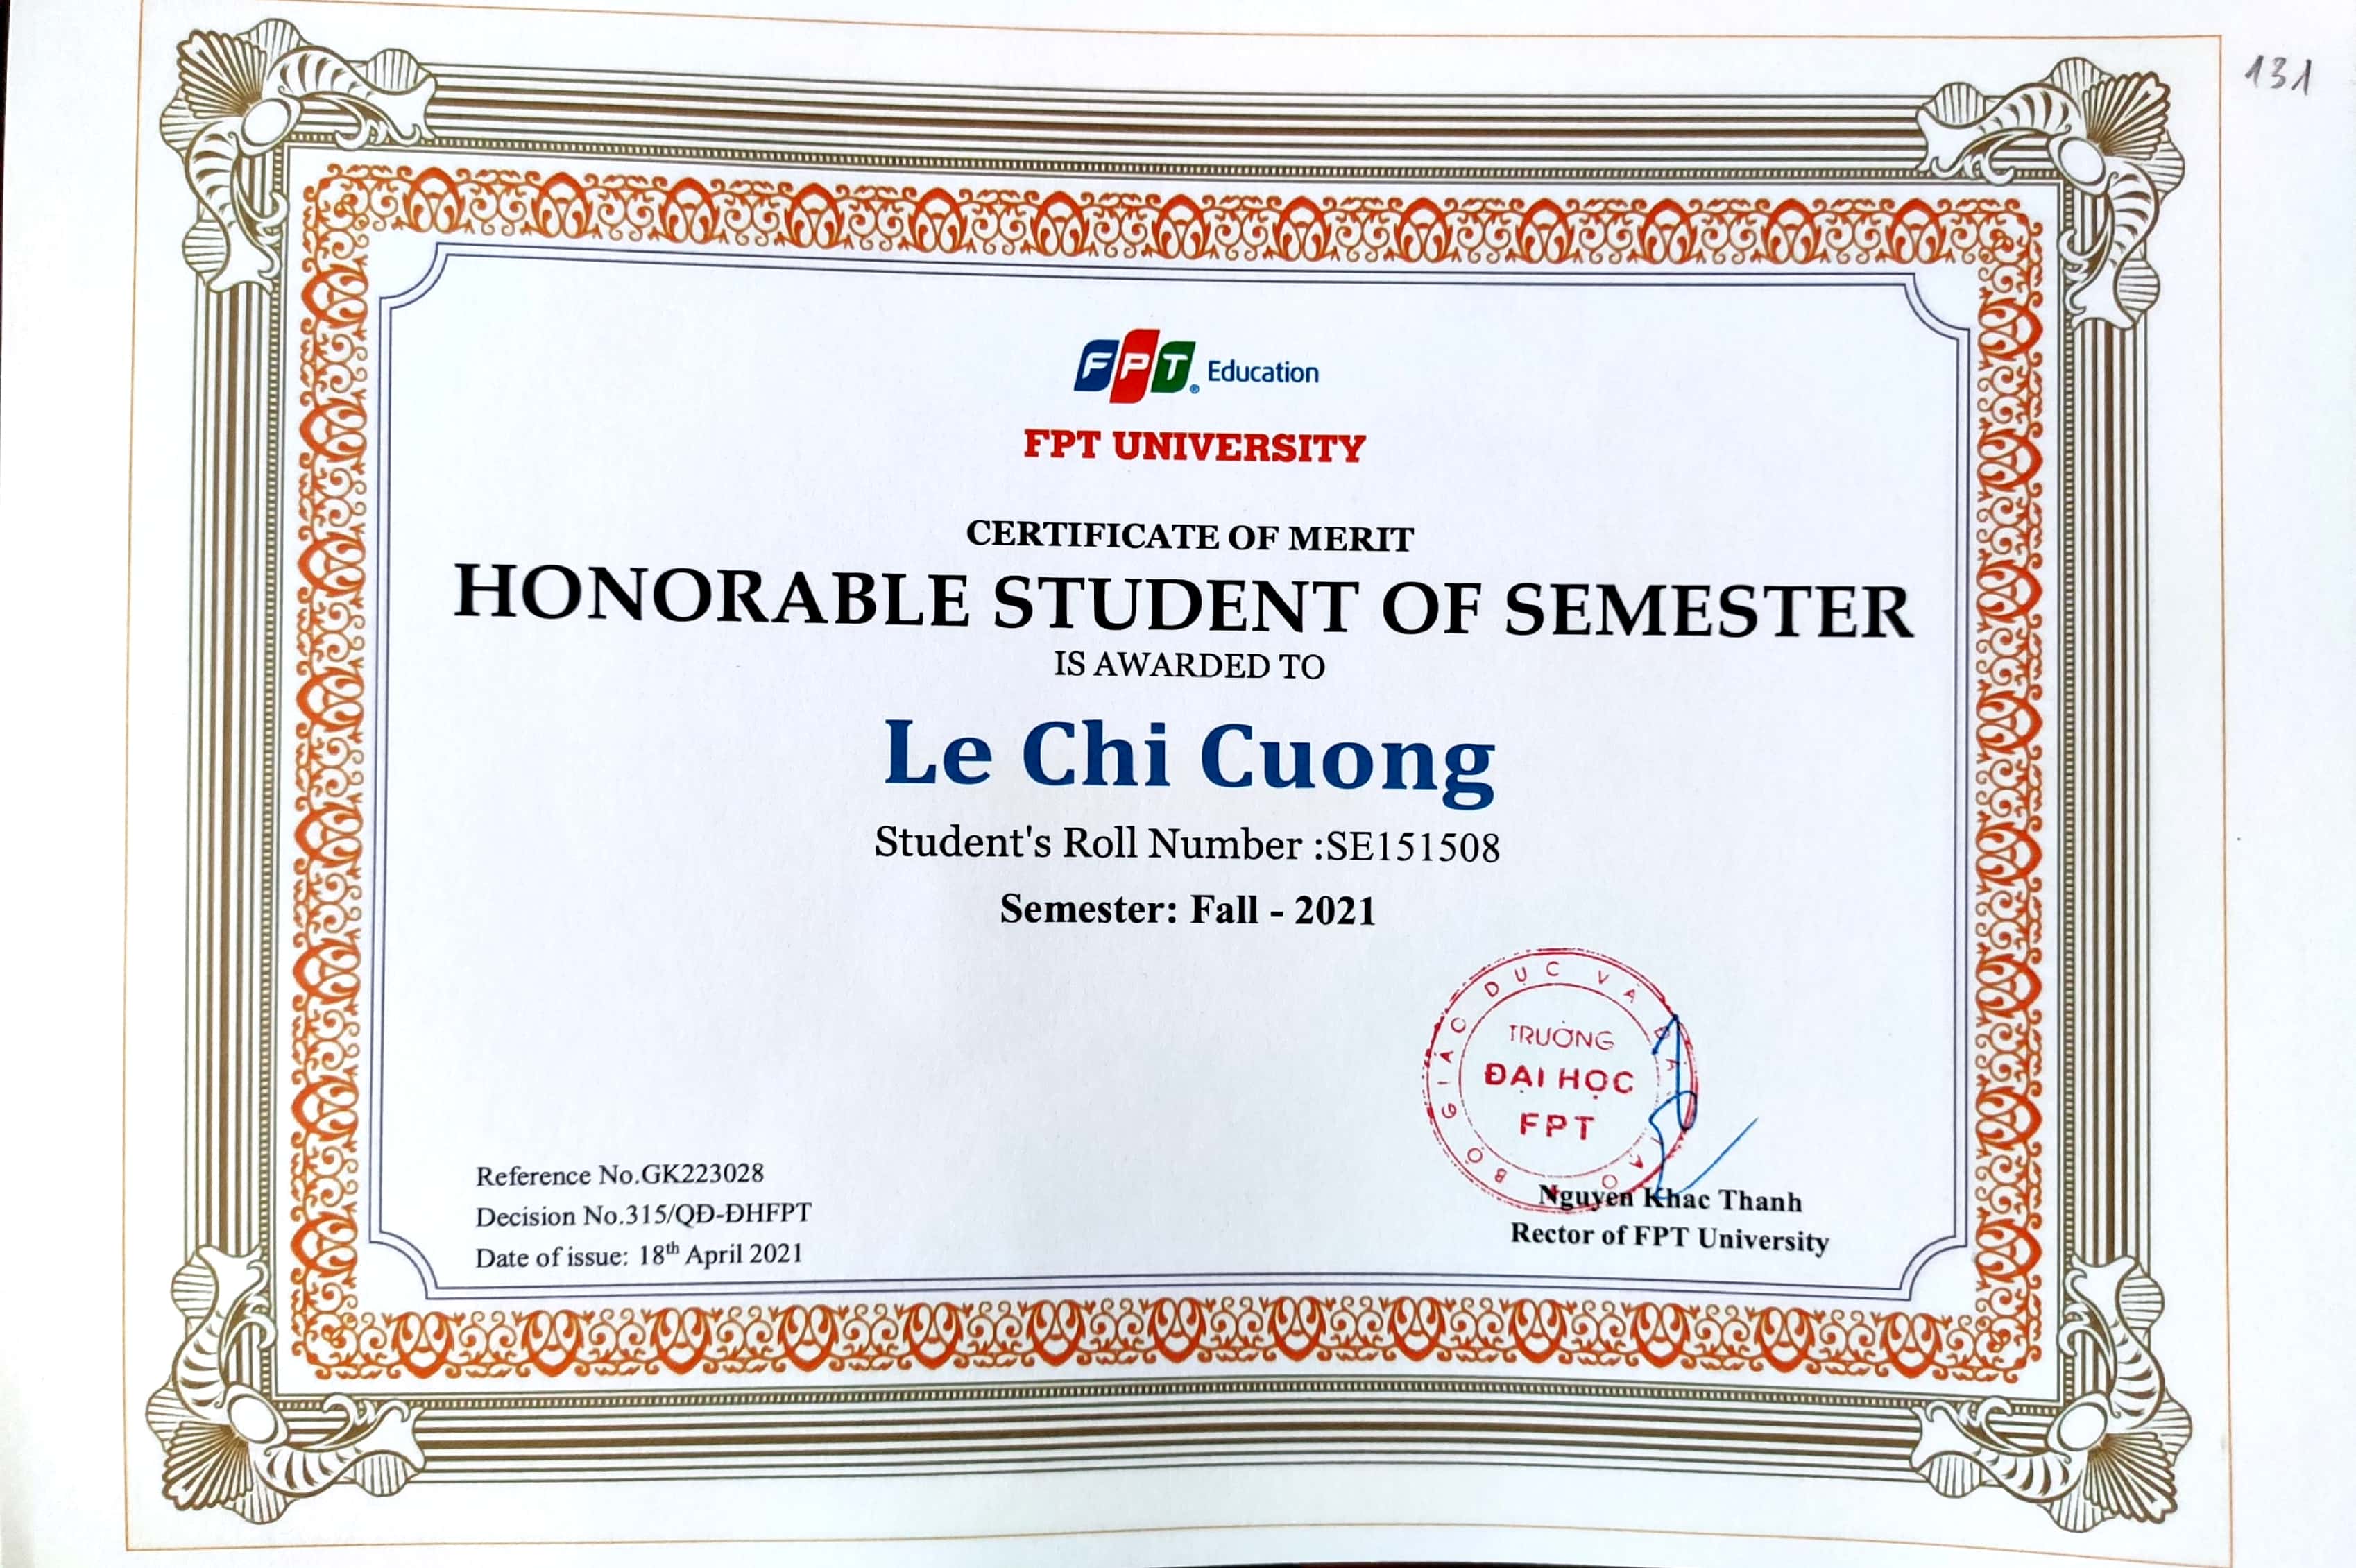 131
FPT Education
FPT UNIVERSITY
CERTIFICATE OF MERIT
HONORABLE STUDENT OF SEMESTER
IS AWARDED TO
Le Chi Cuong
Student's Roll Number :SE151508
Semester: Fall - 2021
BỘ GIÁO DỤC VÀ ĐÀO TẠO
TRƯỜNG
ĐẠI HỌC
FPT
Reference No.GK223028
Decision No.315/QĐ-ĐHFPT
Date of issue: 18th April 2021
Nguyen Khac Thanh
Rector of FPT University